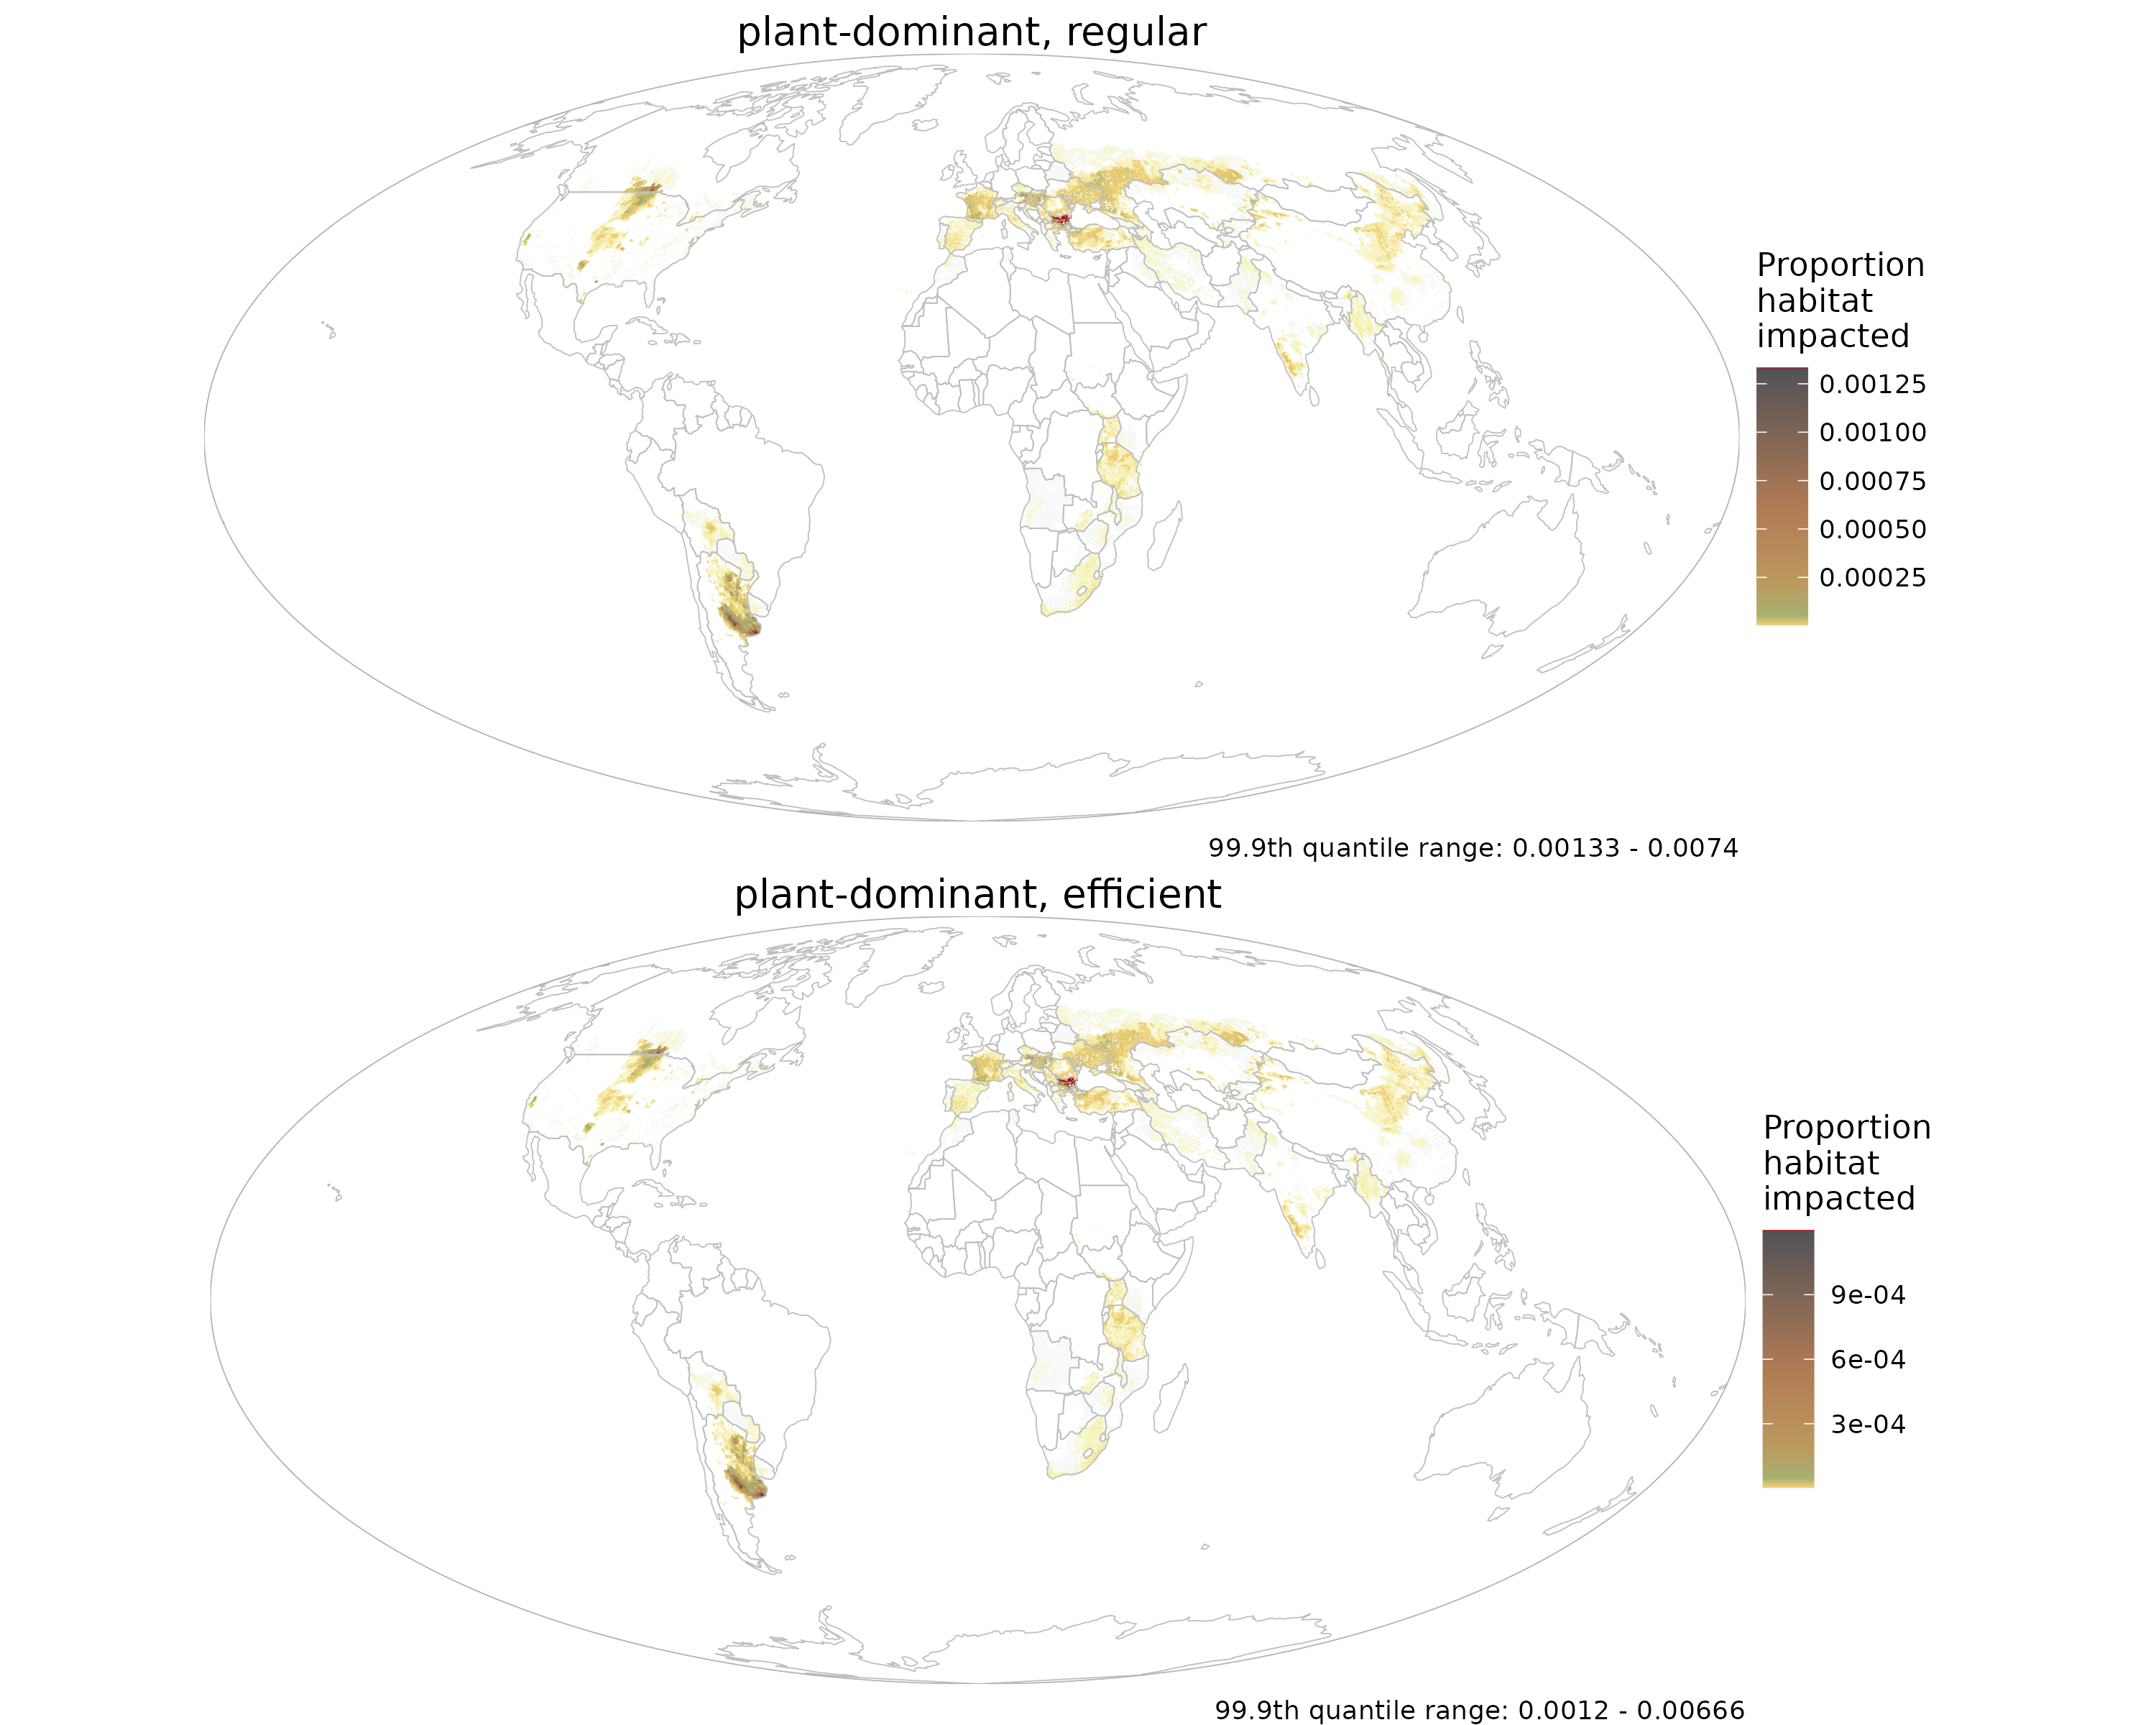 plant-dominant, regular
Proportion
habitat
impacted
0.00125
0.00100
0.00075
0.00050
0.00025
99.9th quantile range: 0.00133 - 0.0074
plant-dominant, efficient
Proportion
habitat
impacted
9e-04
6e-04
3e-04
99.9th quantile range: 0.0012 - 0.00666